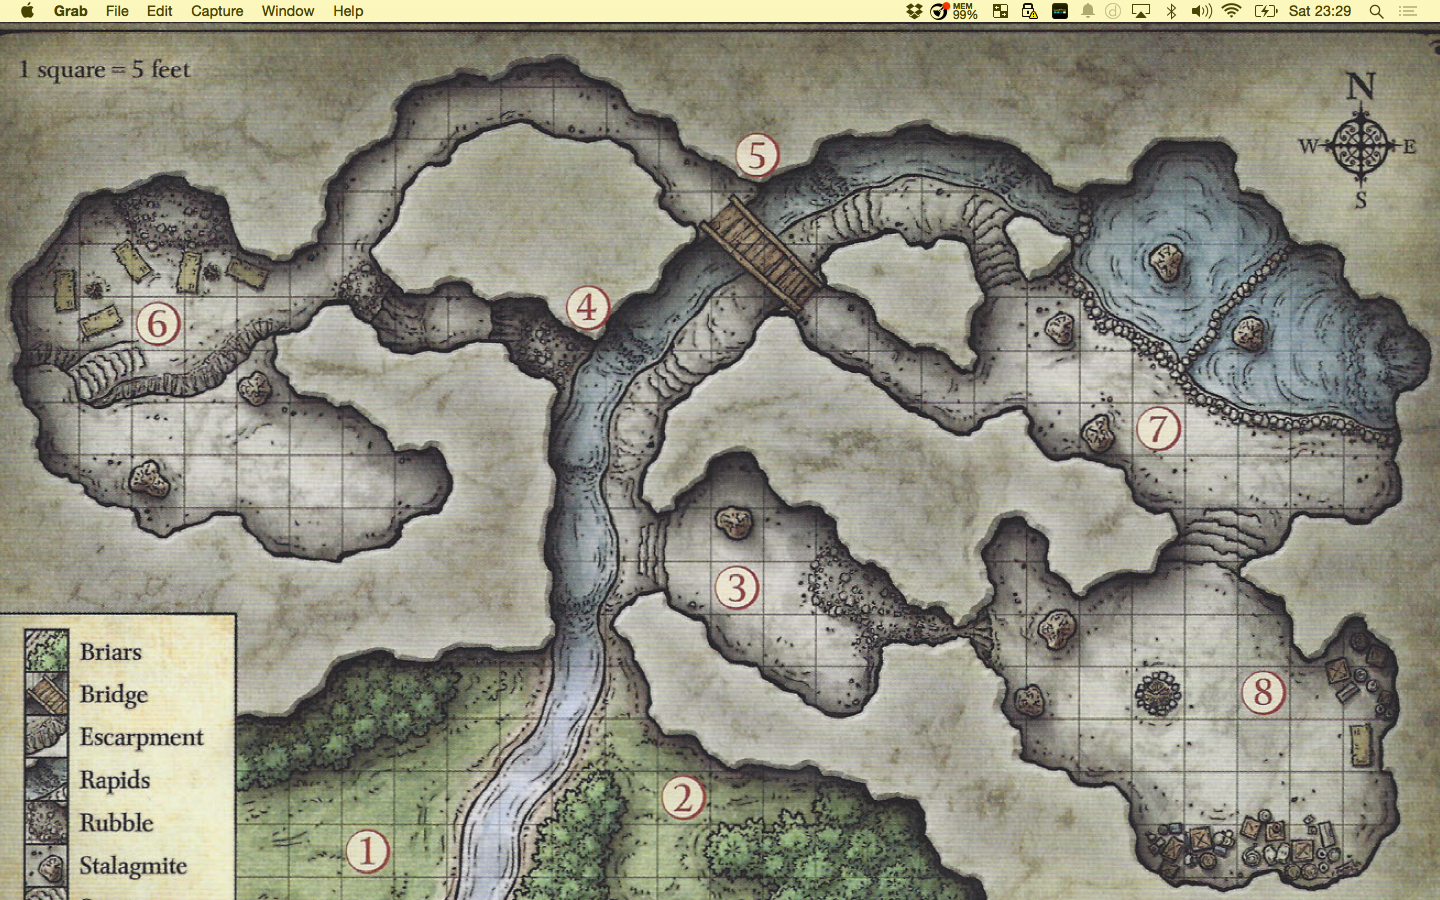 Grab File Edit Capture Window Help MEM 99% Sat 23:29
1 square = 5 feet
N
W E
S
5
4
6
7
3
8
2
1
Briars
Bridge
Escarpment
Rapids
Rubble
Stalagmite